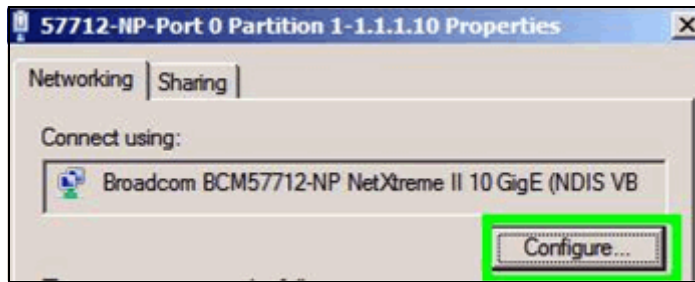 57712-NP-Port 0 Partition 1-1.1.1.10 Properties
Networking
Sharing
Connect using:
Broadcom BCM57712-NP NetXtreme II 10 GigE (NDIS VB
Configure...